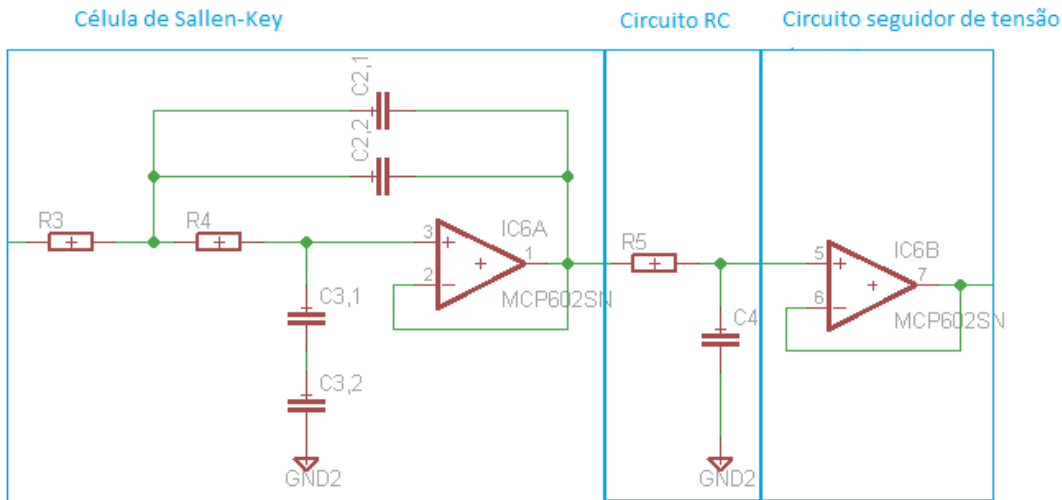 Célula de Sallen-Key
Circuito RC
Circuito seguidor de tensão
C2,1
C2,2
R3
R4
3
2
1
IC6A
MCP602SN
C3,1
C3,2
GND2
R5
C4
GND2
5
6
7
IC6B
MCP602SN